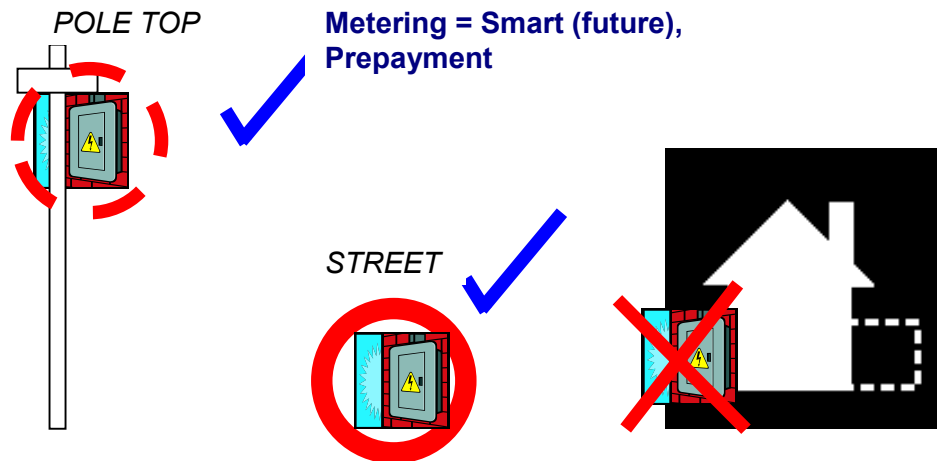 POLE TOP
Metering = Smart (future),
Prepayment
STREET